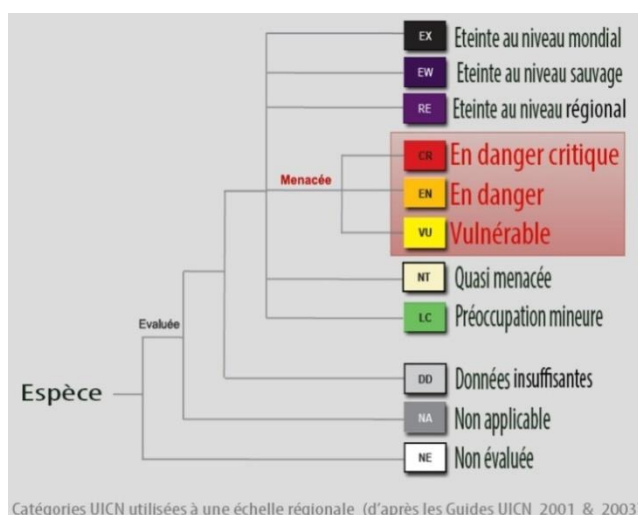 EX Eteinte au niveau mondial
EW Eteinte au niveau sauvage
RE Eteinte au niveau régional
Menacée
CR En danger critique
EN En danger
VU Vulnérable
NT Quasi menacée
LC Préoccupation mineure
Evaluée
DD Données insuffisantes
Espèce
NA Non applicable
NE Non évaluée
Catégories UICN utilisées à une échelle régionale (d'après les Guides UICN 2001 & 2003